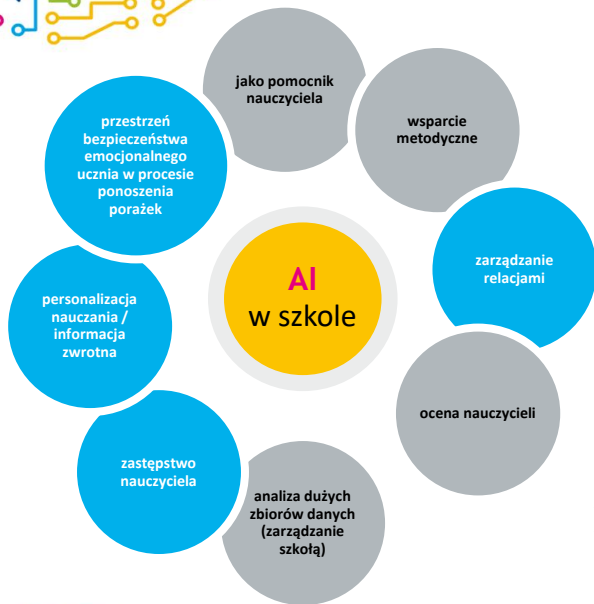 jako pomocnik
nauczyciela
wsparcie
metodyczne
zarządzanie
relacjami
ocena nauczycieli
analiza dużych
zbiorów danych
(zarządzanie
szkołą)
zastępstwo
nauczyciela
personalizacja
nauczania /
informacja
zwrotna
przestrzeń
bezpieczeństwa
emocjonalnego
ucznia w procesie
ponoszenia
porażek
AI
w szkole